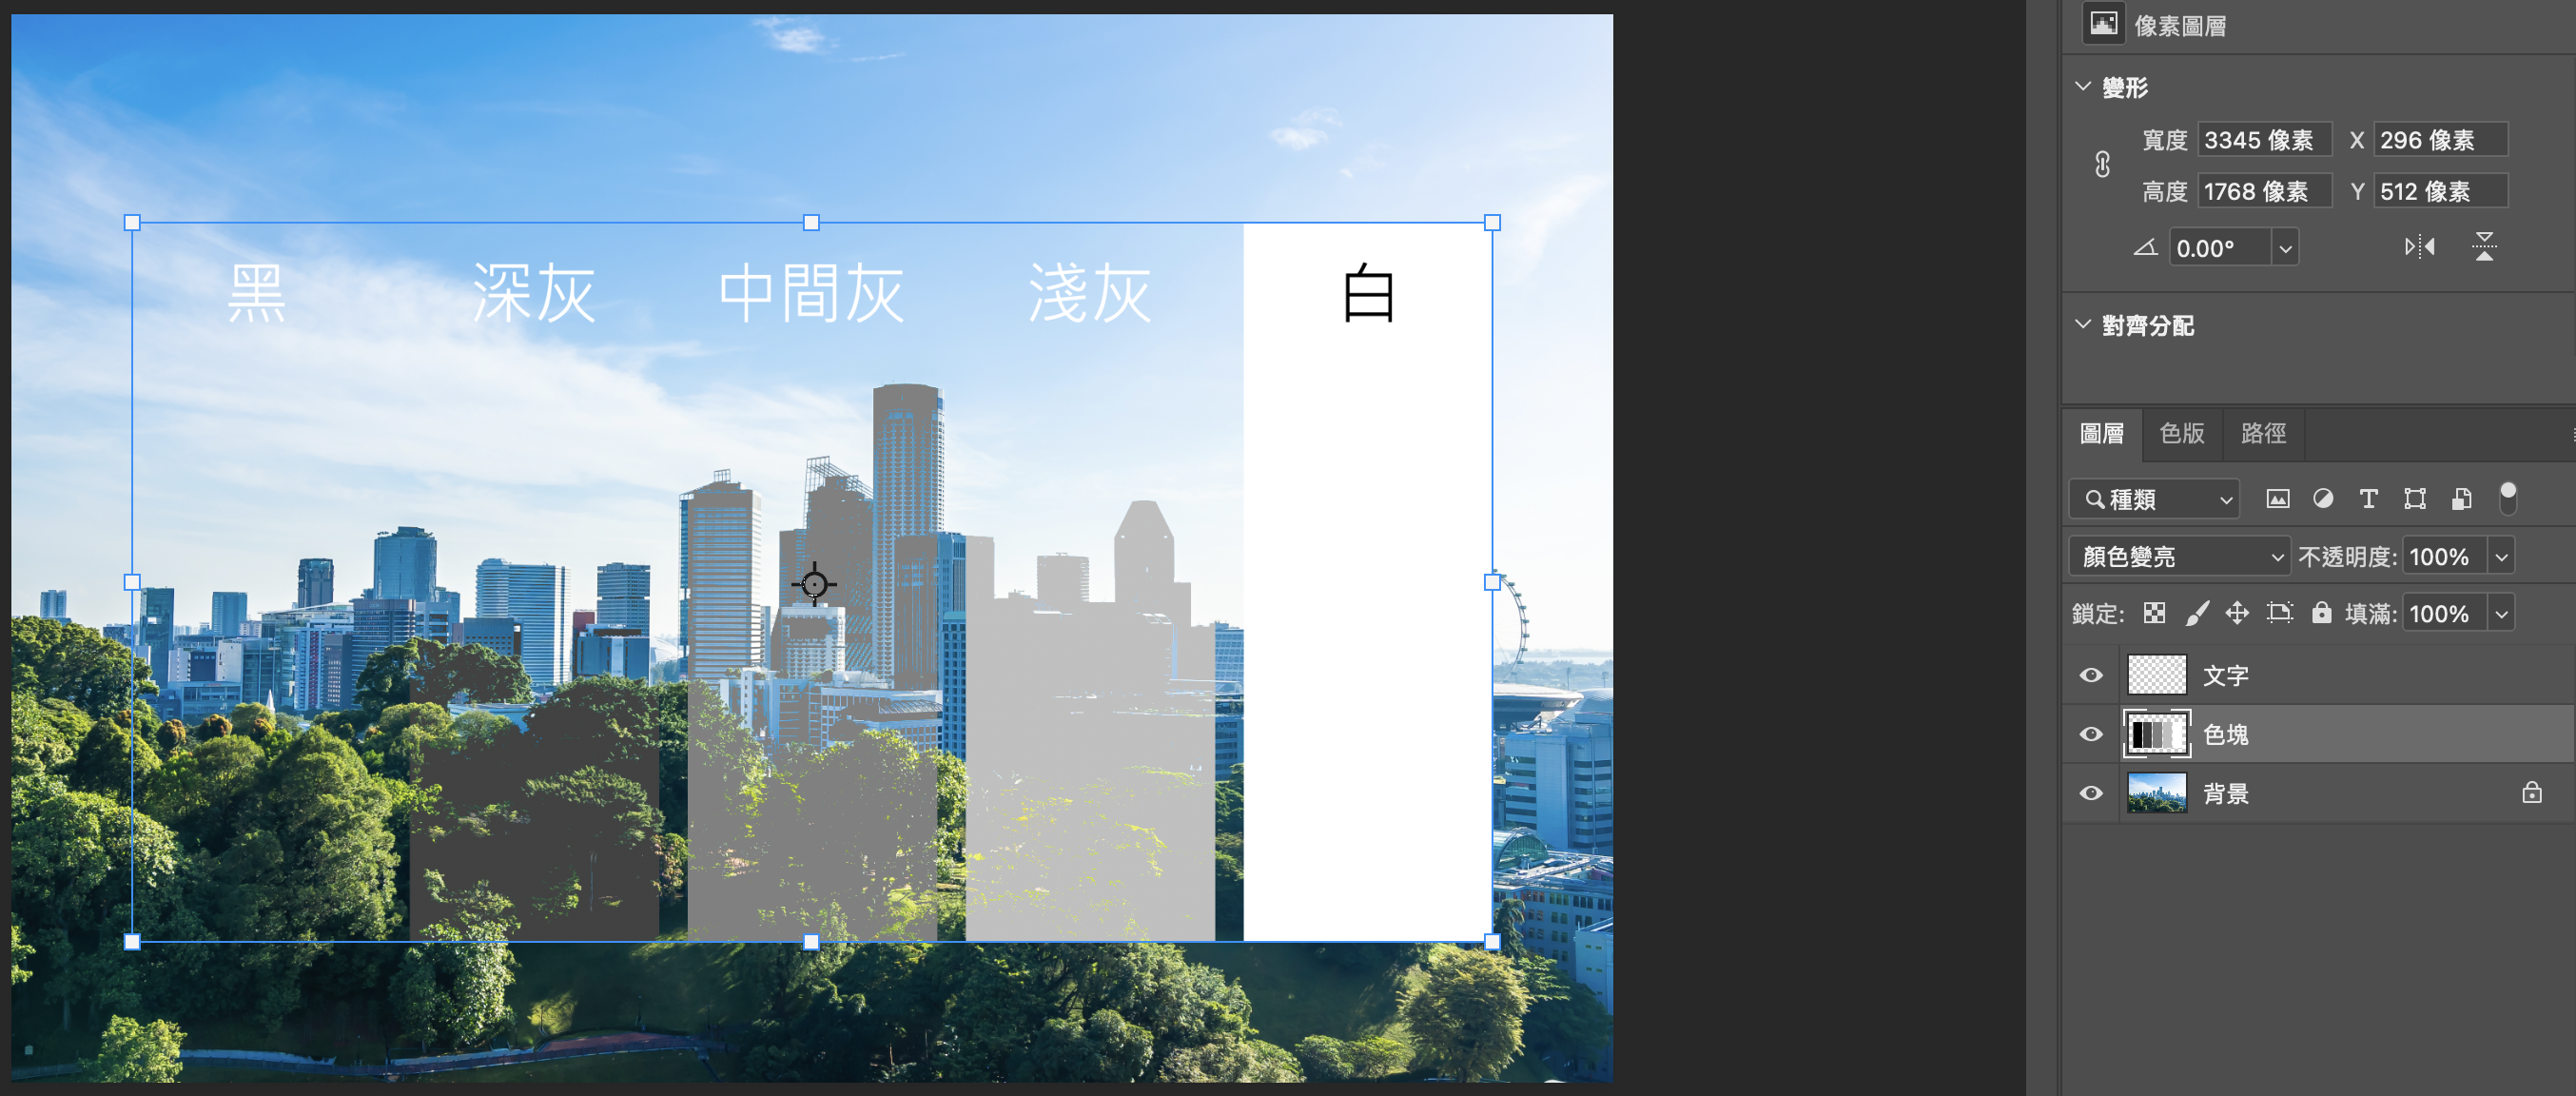 黑 深灰 中間灰 淺灰 白
像素圖層
變形
寬度 3345 像素 X 296 像素
高度 1768 像素 Y 512 像素
0.00°
對齊分配
圖層 色版 路徑
種類
顏色變亮 不透明度: 100%
鎖定: 填滿: 100%
文字
色塊
背景